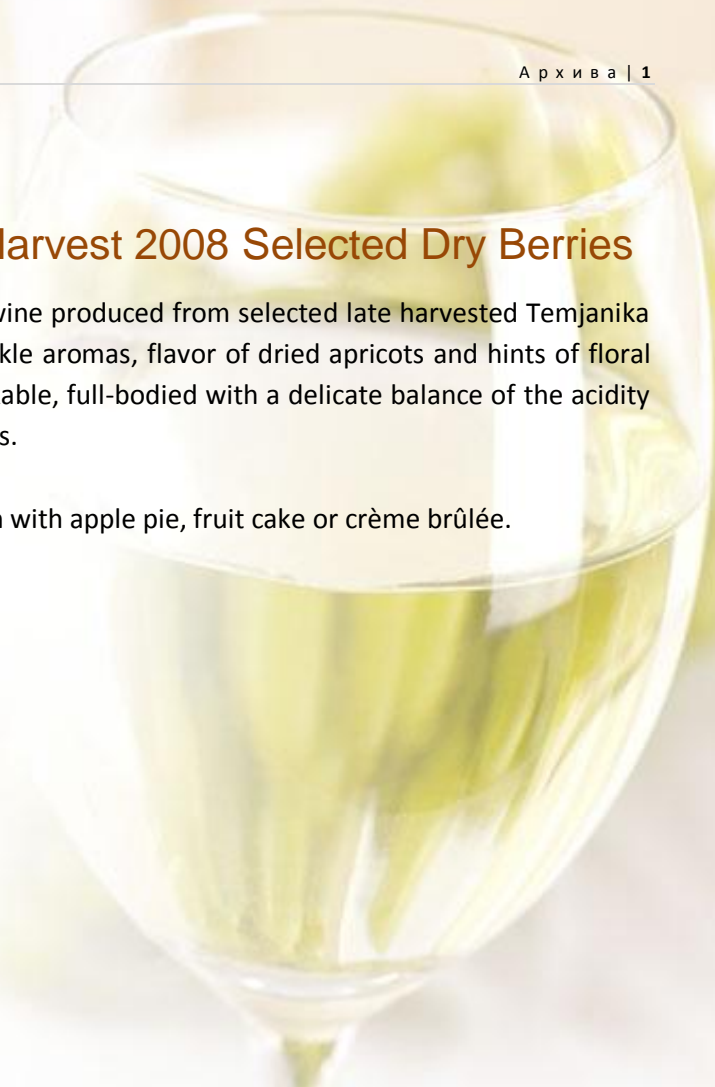 Архива | 1
arvest 2008 Selected Dry Berries
wine produced from selected late harvested Temjanika
kle aromas, flavor of dried apricots and hints of floral
able, full-bodied with a delicate balance of the acidity
s.
with apple pie, fruit cake or crème brûlée.